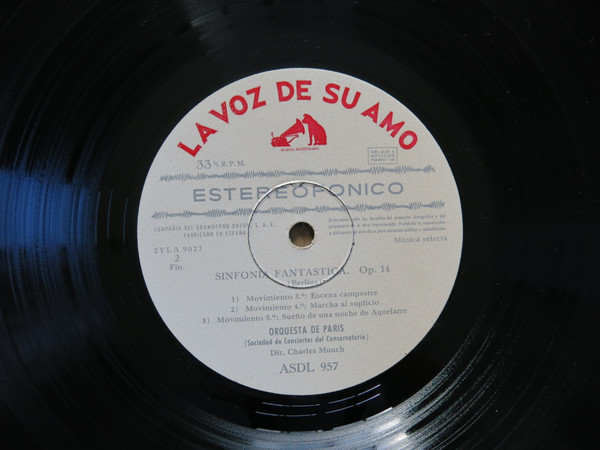 LA VOZ DE SU AMO
33⅓ R.P.M.
ESTEREOFONICO
COMPAÑIA DEL GRAMOFONO-ODEON, S. A. E.
FABRICADO EN ESPAÑA
Música selecta
2YLA 9027
2
Fin
SINFONIA FANTASTICA. Op. 14
(Berlioz)
1) Movimiento 3.º: Escena campestre
2) Movimiento 4.º: Marcha al suplicio
3) Movimiento 5.º: Sueño de una noche de Aquelarre
ORQUESTA DE PARIS
(Sociedad de Conciertos del Conservatorio)
Dir. Charles Munch
ASDL 957